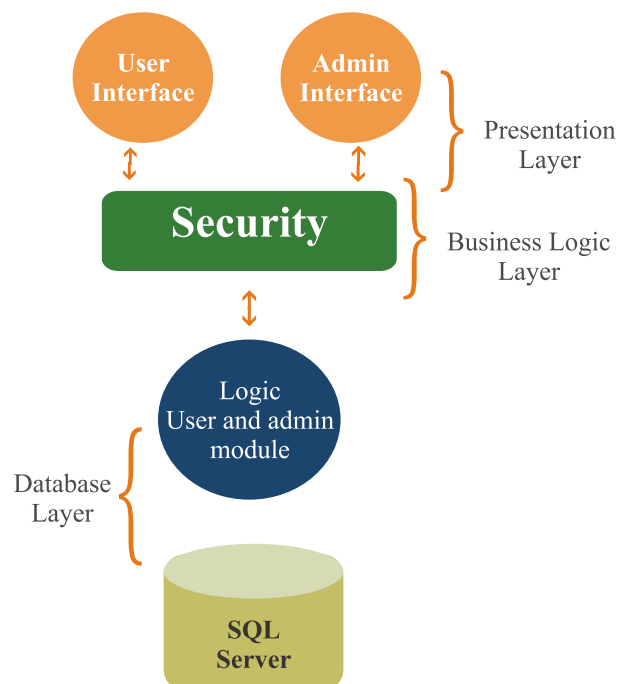 User
Interface
Admin
Interface
Presentation
Layer
Security
Business Logic
Layer
Logic
User and admin
module
Database
Layer
SQL
Server